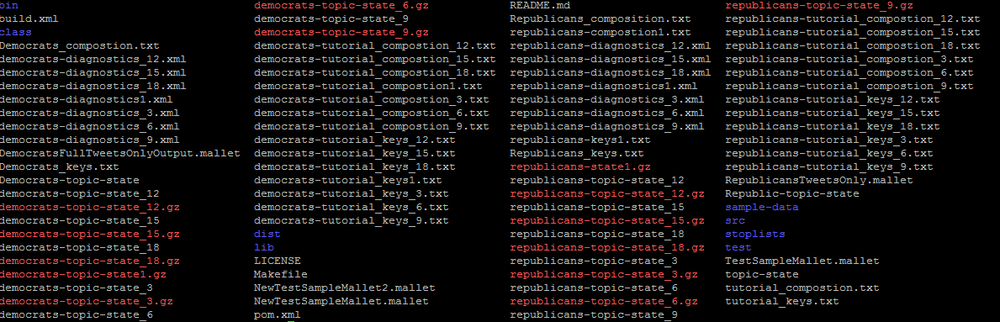 bin democrats-topic-state_6.gz README.md republicans-topic-state_9.gz
build.xml democrats-topic-state_9 Republicans_composition.txt republicans-tutorial_compostion_12.txt
class democrats-topic-state_9.gz republicans-compostion1.txt republicans-tutorial_compostion_15.txt
Democrats_compostion.txt democrats-tutorial_compostion_12.txt republicans-diagnostics_12.xml republicans-tutorial_compostion_18.txt
democrats-diagnostics_12.xml democrats-tutorial_compostion_15.txt republicans-diagnostics_15.xml republicans-tutorial_compostion_3.txt
democrats-diagnostics_15.xml democrats-tutorial_compostion_18.txt republicans-diagnostics_18.xml republicans-tutorial_compostion_6.txt
democrats-diagnostics_18.xml democrats-tutorial_compostion1.txt republicans-diagnostics1.xml republicans-tutorial_compostion_9.txt
democrats-diagnostics1.xml democrats-tutorial_compostion_3.txt republicans-diagnostics_3.xml republicans-tutorial_keys_12.txt
democrats-diagnostics_3.xml democrats-tutorial_compostion_6.txt republicans-diagnostics_6.xml republicans-tutorial_keys_15.txt
democrats-diagnostics_6.xml democrats-tutorial_compostion_9.txt republicans-diagnostics_9.xml republicans-tutorial_keys_18.txt
democrats-diagnostics_9.xml democrats-tutorial_keys_12.txt republicans-keys1.txt republicans-tutorial_keys_3.txt
DemocratsFullTweetsOnlyOutput.mallet democrats-tutorial_keys_15.txt Republicans_keys.txt republicans-tutorial_keys_6.txt
Democrats_keys.txt democrats-tutorial_keys_18.txt republicans-state1.gz republicans-tutorial_keys_9.txt
Democrats-topic-state democrats-tutorial_keys1.txt republicans-topic-state_12 RepublicansTweetsOnly.mallet
democrats-topic-state_12 democrats-tutorial_keys_3.txt republicans-topic-state_12.gz Republic-topic-state
democrats-topic-state_12.gz democrats-tutorial_keys_6.txt republicans-topic-state_15 sample-data
democrats-topic-state_15 democrats-tutorial_keys_9.txt republicans-topic-state_15.gz src
democrats-topic-state_15.gz dist republicans-topic-state_18 stoplists
democrats-topic-state_18 lib republicans-topic-state_18.gz test
democrats-topic-state_18.gz LICENSE republicans-topic-state_3 TestSampleMallet.mallet
democrats-topic-state1.gz Makefile republicans-topic-state_3.gz topic-state
democrats-topic-state_3 NewTestSampleMallet2.mallet republicans-topic-state_6 tutorial_compostion.txt
democrats-topic-state_3.gz NewTestSampleMallet.mallet republicans-topic-state_6.gz tutorial_keys.txt
democrats-topic-state_6 pom.xml republicans-topic-state_9